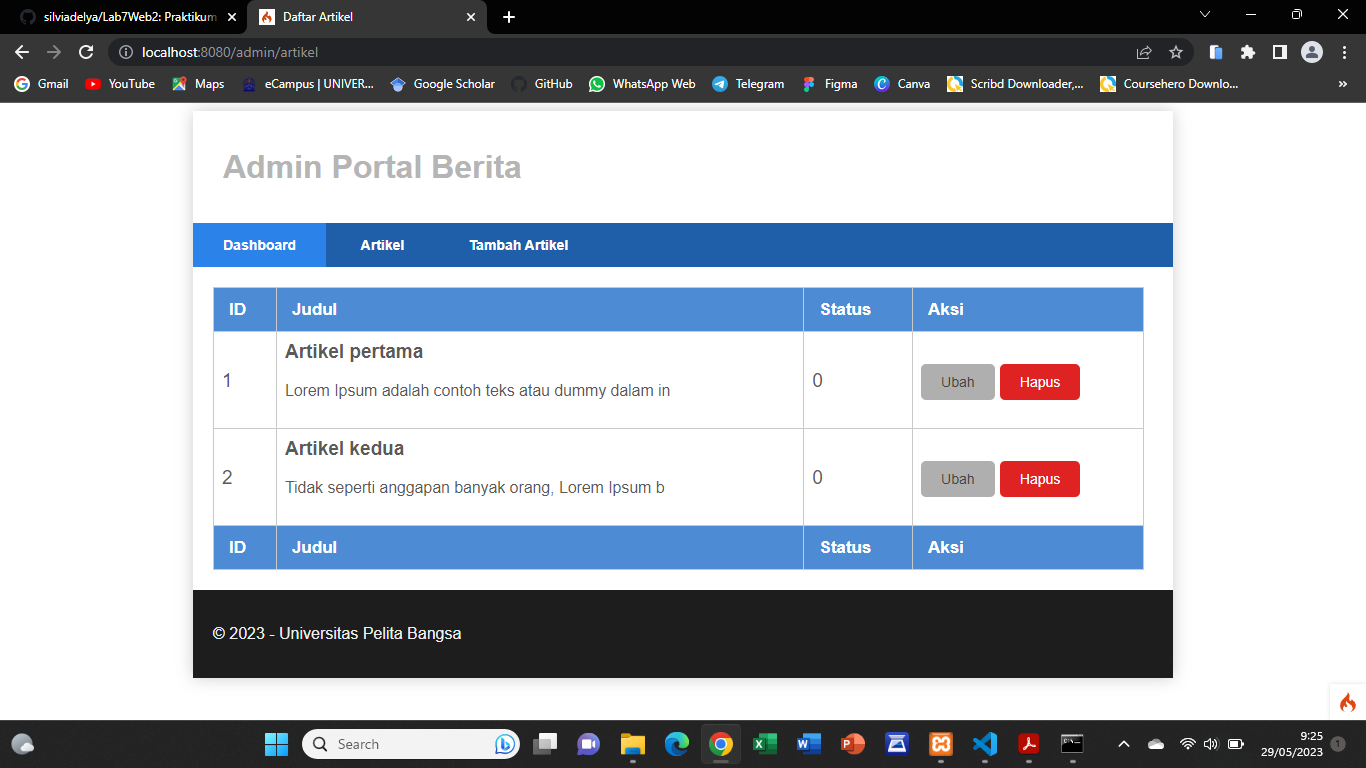 silviadelya/Lab7Web2: Praktikum
Daftar Artikel
localhost:8080/admin/artikel
Gmail
YouTube
Maps
eCampus | UNIVER...
Google Scholar
GitHub
WhatsApp Web
Telegram
Figma
Canva
Scribd Downloader,...
Coursehero Downlo...
Admin Portal Berita
Dashboard Artikel Tambah Artikel
ID Judul Status Aksi
Artikel pertama
1 Lorem Ipsum adalah contoh teks atau dummy dalam in 0 Ubah Hapus
Artikel kedua
2 Tidak seperti anggapan banyak orang, Lorem Ipsum b 0 Ubah Hapus
ID Judul Status Aksi
© 2023 - Universitas Pelita Bangsa
Search
9:25
29/05/2023
1